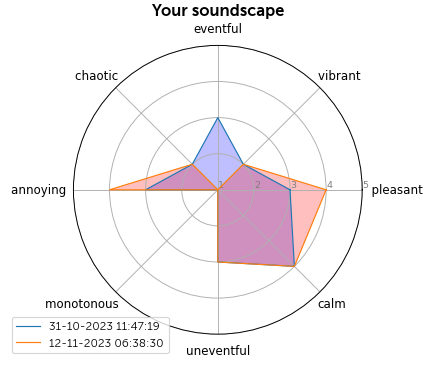 Your soundscape
eventful
chaotic
vibrant
annoying
1 2 3 4 5
pleasant
monotonous
calm
31-10-2023 11:47:19
12-11-2023 06:38:30
uneventful